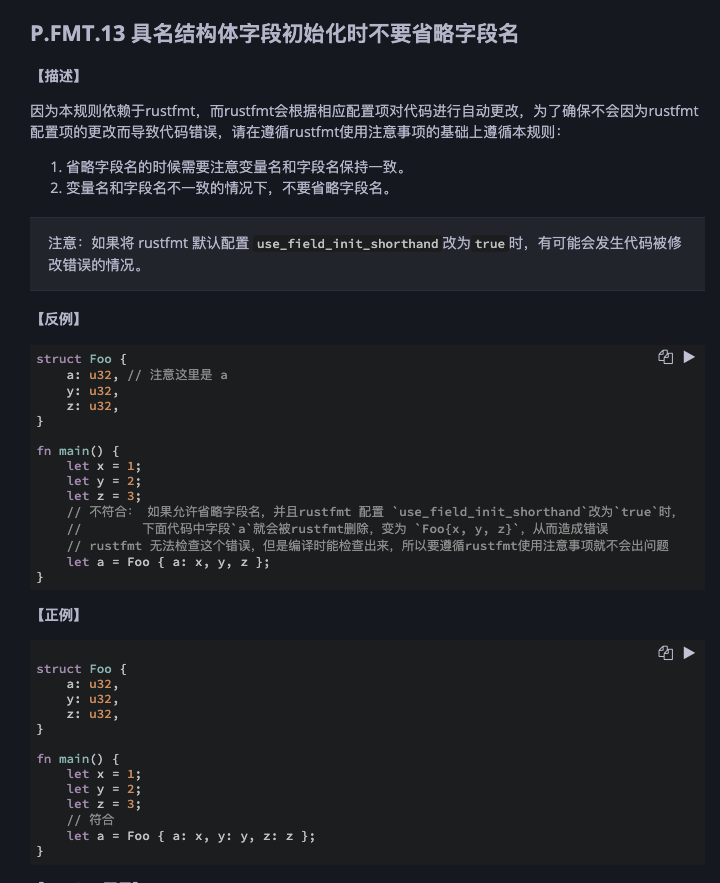 P.FMT.13 具名结构体字段初始化时不要省略字段名
【描述】
因为本规则依赖于rustfmt，而rustfmt会根据相应配置项对代码进行自动更改，为了确保不会因为rustfmt
配置项的更改而导致代码错误，请在遵循rustfmt使用注意事项的基础上遵循本规则：
1. 省略字段名的时候需要注意变量名和字段名保持一致。
2. 变量名和字段名不一致的情况下，不要省略字段名。
注意：如果将 rustfmt 默认配置 use_field_init_shorthand 改为 true 时，有可能会发生代码被修
改错误的情况。
【反例】
struct Foo {
    a: u32, // 注意这里是 a
    y: u32,
    z: u32,
}
fn main() {
    let x = 1;
    let y = 2;
    let z = 3;
    // 不符合： 如果允许省略字段名，并且rustfmt 配置 `use_field_init_shorthand`改为`true`时，
    //         下面代码中字段`a`就会被rustfmt删除，变为 `Foo{x, y, z}`，从而造成错误
    // rustfmt 无法检查这个错误，但是编译时能检查出来，所以要遵循rustfmt使用注意事项就不会出问题
    let a = Foo { a: x, y, z };
}
【正例】
struct Foo {
    a: u32,
    y: u32,
    z: u32,
}
fn main() {
    let x = 1;
    let y = 2;
    let z = 3;
    // 符合
    let a = Foo { a: x, y: y, z: z };
}